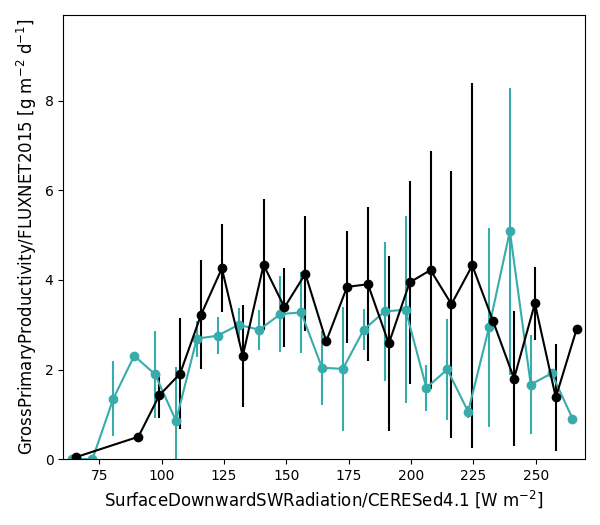 GrossPrimaryProductivity/FLUXNET2015 [g m⁻² d⁻¹]
8
6
4
2
0
75 100 125 150 175 200 225 250
SurfaceDownwardSWRadiation/CERESed4.1 [W m⁻²]